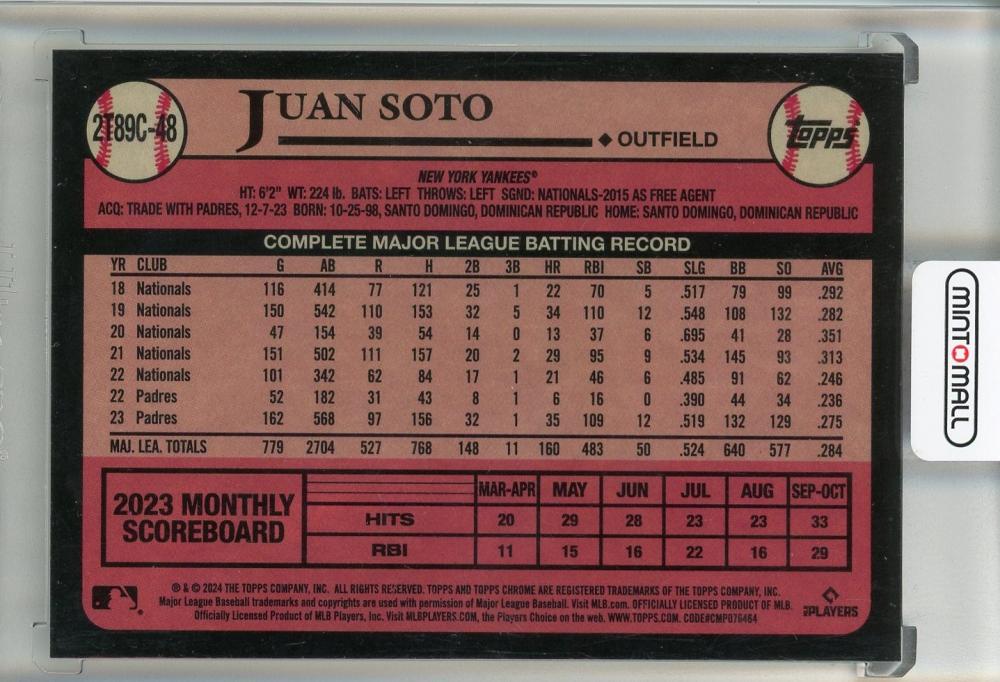 2T89C-48
JUAN SOTO
OUTFIELD
Topps
NEW YORK YANKEES®
HT: 6'2" WT: 224 lb. BATS: LEFT THROWS: LEFT SGND: NATIONALS-2015 AS FREE AGENT
ACQ: TRADE WITH PADRES, 12-7-23 BORN: 10-25-98, SANTO DOMINGO, DOMINICAN REPUBLIC HOME: SANTO DOMINGO, DOMINICAN REPUBLIC
COMPLETE MAJOR LEAGUE BATTING RECORD
YR CLUB G AB R H 2B 3B HR RBI SB SLG BB SO AVG
18 Nationals 116 414 77 121 25 1 22 70 5 .517 79 99 .292
19 Nationals 150 542 110 153 32 5 34 110 12 .548 108 132 .282
20 Nationals 47 154 39 54 14 0 13 37 6 .695 41 28 .351
21 Nationals 151 502 111 157 20 2 29 95 9 .534 145 93 .313
22 Nationals 101 342 62 84 17 1 21 46 6 .485 91 62 .246
22 Padres 52 182 31 43 8 1 6 16 0 .390 44 34 .236
23 Padres 162 568 97 156 32 1 35 109 12 .519 132 129 .275
MAJ. LEA. TOTALS 779 2704 527 768 148 11 160 483 50 .524 640 577 .284
2023 MONTHLY SCOREBOARD
MAR-APR MAY JUN JUL AUG SEP-OCT
HITS 20 29 28 23 23 33
RBI 11 15 16 22 16 29
® & © 2024 THE TOPPS COMPANY, INC. ALL RIGHTS RESERVED. TOPPS AND TOPPS CHROME ARE REGISTERED TRADEMARKS OF THE TOPPS COMPANY, INC.
Major League Baseball trademarks and copyrights are used with permission of Major League Baseball. Visit MLB.com. OFFICIALLY LICENSED PRODUCT OF MLB.
Officially Licensed Product of MLB Players, Inc. Visit MLBPLAYERS.COM, the Players Choice on the web. WWW.TOPPS.COM. CODE#CMP076464
PLAYERS
MINT MALL